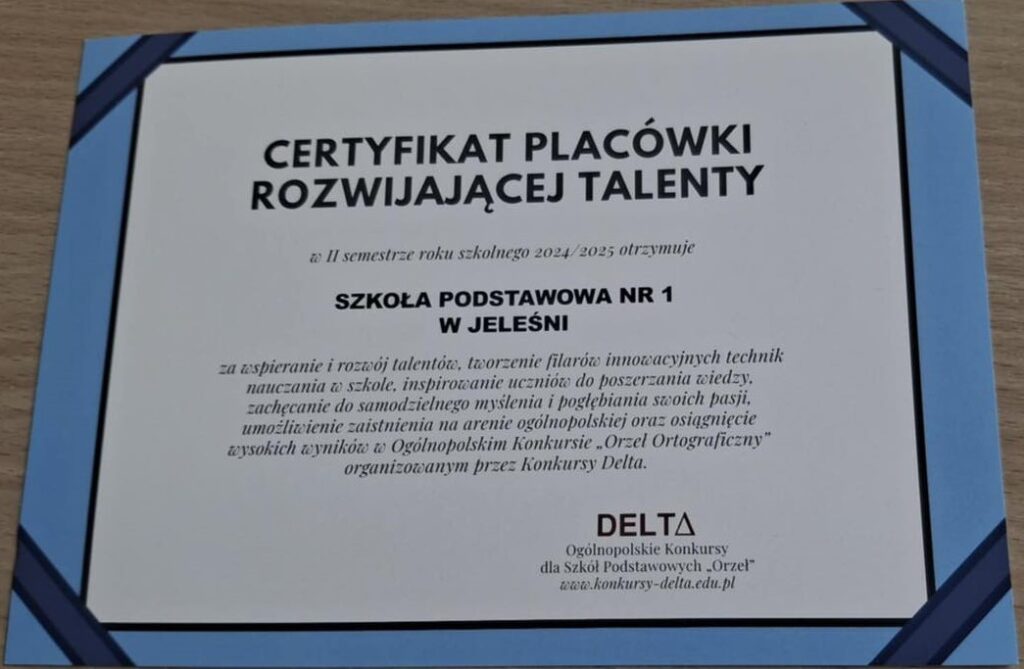 CERTYFIKAT PLACÓWKI
ROZWIJAJĄCEJ TALENTY
w II semestrze roku szkolnego 2024/2025 otrzymuje
SZKOŁA PODSTAWOWA NR 1
W JELEŚNI
za wspieranie i rozwój talentów, tworzenie filarów innowacyjnych technik
nauczania w szkole, inspirowanie uczniów do poszerzania wiedzy,
zachęcanie do samodzielnego myślenia i pogłębiania swoich pasji,
umożliwienie zaistnienia na arenie ogólnopolskiej oraz osiągnięcie
wysokich wyników w Ogólnopolskim Konkursie „Orzeł Ortograficzny”
organizowanym przez Konkursy Delta.
DELT∆
Ogólnopolskie Konkursy
dla Szkół Podstawowych „Orzeł”
www.konkursy-delta.edu.pl